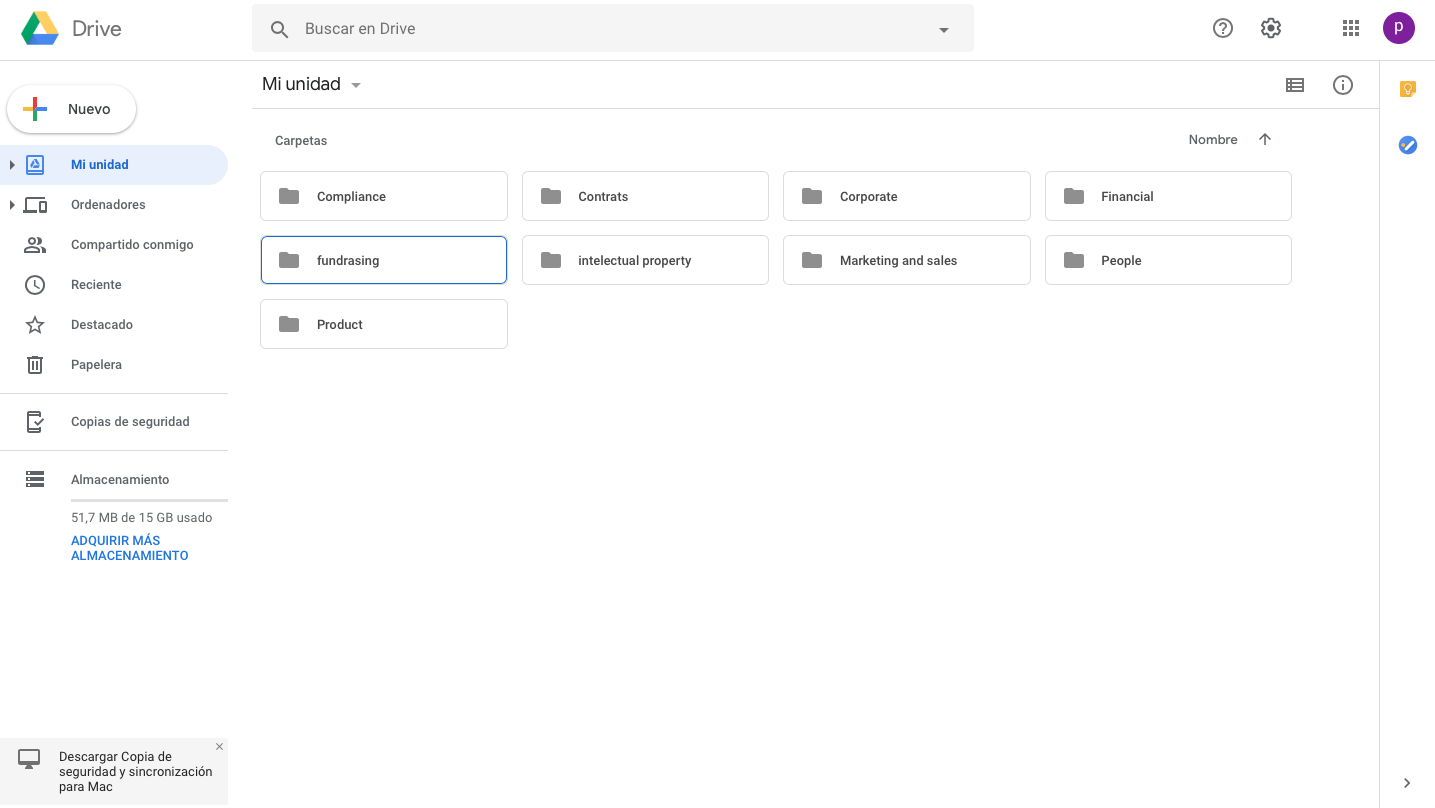 Drive
Buscar en Drive
p
Nuevo
Mi unidad
Ordenadores
Compartido conmigo
Reciente
Destacado
Papelera
Copias de seguridad
Almacenamiento
51,7 MB de 15 GB usado
ADQUIRIR MÁS
ALMACENAMIENTO
Descargar Copia de
seguridad y sincronización
para Mac
Mi unidad
Carpetas
Nombre
Compliance
Contrats
Corporate
Financial
fundrasing
intelectual property
Marketing and sales
People
Product